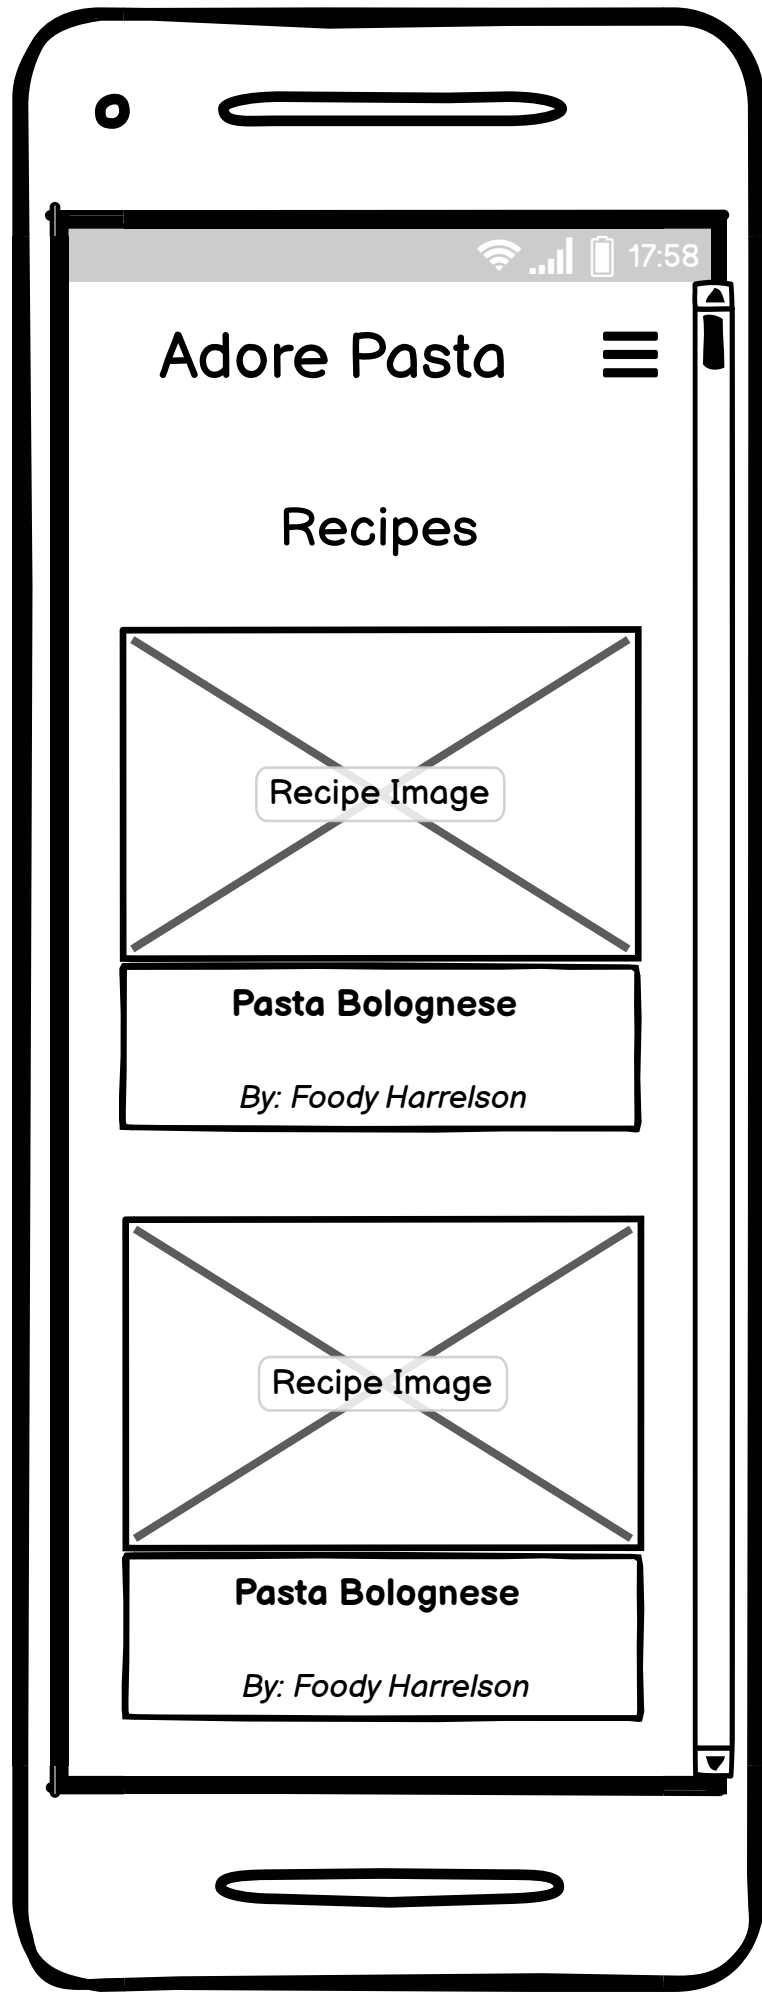 17:58
Adore Pasta
Recipes
Recipe Image
Pasta Bolognese
By: Foody Harrelson
Recipe Image
Pasta Bolognese
By: Foody Harrelson